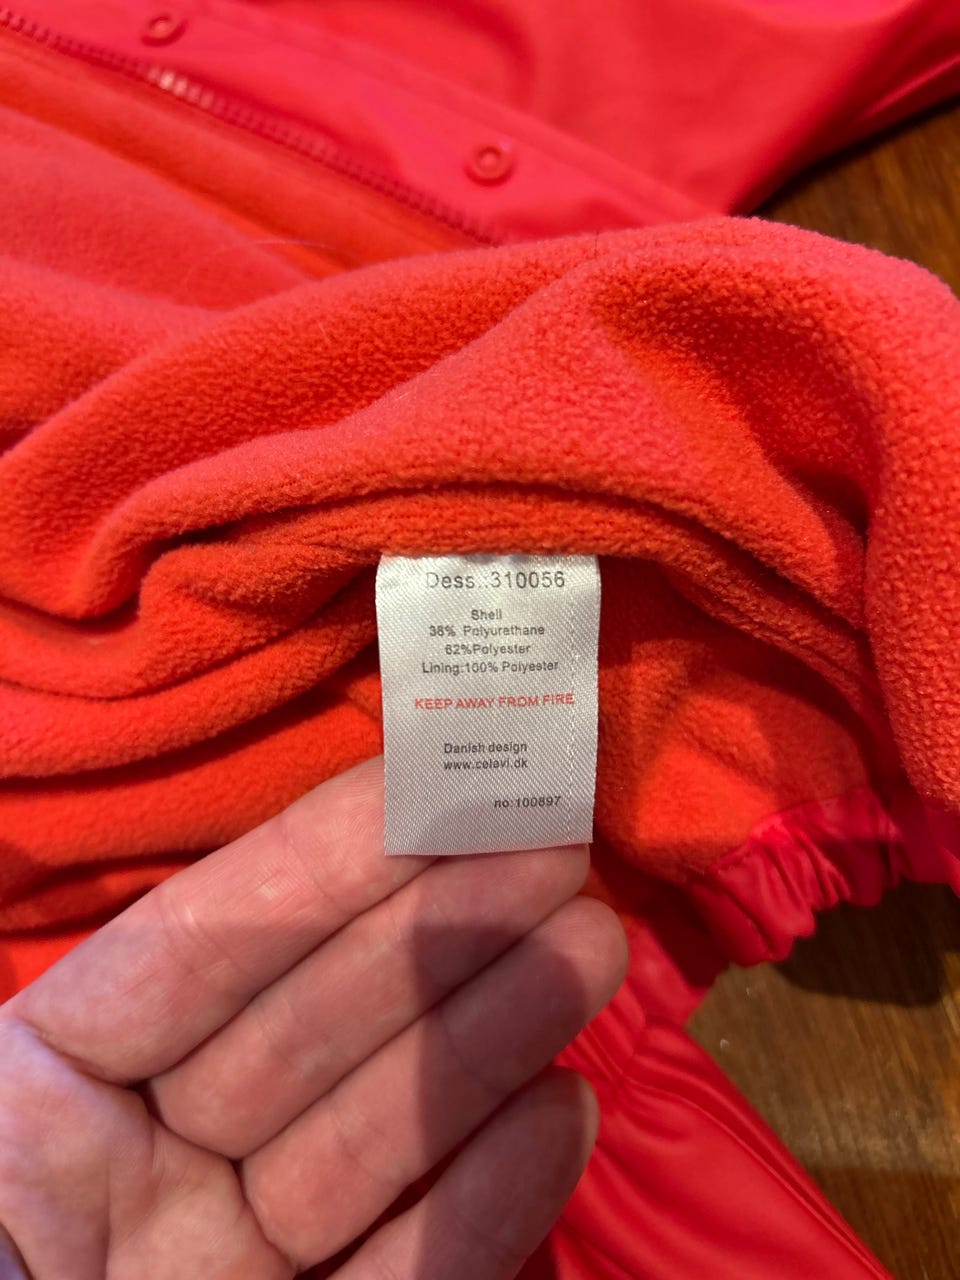 Dess.:310056
Shell
38% Polyurethane
62%Polyester
Lining:100% Polyester
KEEP AWAY FROM FIRE
Danish design
www.celavi.dk
no:100897